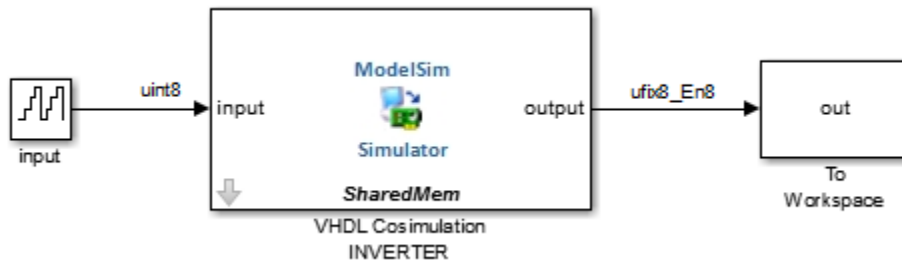 ModelSim
uint8
input
output
ufix8_En8
out
input
Simulator
SharedMem
To
Workspace
VHDL Cosimulation
INVERTER